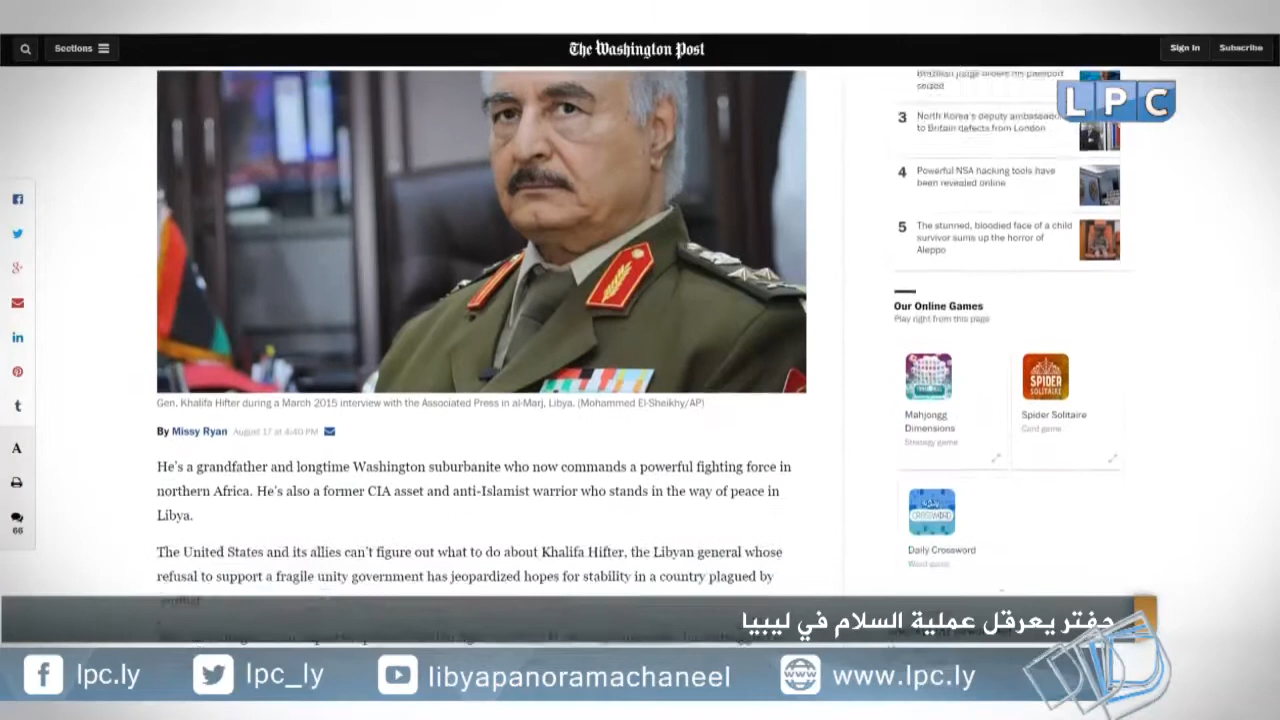 Sections
The Washington Post
Sign In
Subscribe
LPC
seized
3 North Korea's deputy
to Britain defects from London
4 Powerful NSA hacking tools have
been revealed online
5 The stunned, bloodied face of a child
survivor sums up the horror of
Aleppo
Our Online Games
Play right from this page
Mahjongg
Dimensions
Strategy game
SPIDER
SOLITAIRE
Spider Solitaire
Card game
CROSSWORD
Daily Crossword
Word game
66
Gen. Khalifa Hifter during a March 2015 interview with the Associated Press in al-Marj, Libya. (Mohammed El-Sheikhy/AP)
By Missy Ryan August 17 at 4:40 PM
He's a grandfather and longtime Washington suburbanite who now commands a powerful fighting force in
northern Africa. He's also a former CIA asset and anti-Islamist warrior who stands in the way of peace in
Libya.
The United States and its allies can't figure out what to do about Khalifa Hifter, the Libyan general whose
refusal to support a fragile unity government has jeopardized hopes for stability in a country plagued by
حفتر يعرقل عملية السلام في ليبيا
lpc.ly
lpc_ly
libyapanoramachaneel
www.lpc.ly